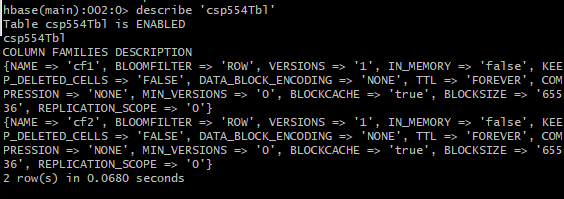 hbase(main):002:0> describe 'csp554Tbl'
Table csp554Tbl is ENABLED
csp554Tbl
COLUMN FAMILIES DESCRIPTION
{NAME => 'cf1', BLOOMFILTER => 'ROW', VERSIONS => '1', IN_MEMORY => 'false', KEE
P_DELETED_CELLS => 'FALSE', DATA_BLOCK_ENCODING => 'NONE', TTL => 'FOREVER', COM
PRESSION => 'NONE', MIN_VERSIONS => '0', BLOCKCACHE => 'true', BLOCKSIZE => '655
36', REPLICATION_SCOPE => '0'}
{NAME => 'cf2', BLOOMFILTER => 'ROW', VERSIONS => '1', IN_MEMORY => 'false', KEE
P_DELETED_CELLS => 'FALSE', DATA_BLOCK_ENCODING => 'NONE', TTL => 'FOREVER', COM
PRESSION => 'NONE', MIN_VERSIONS => '0', BLOCKCACHE => 'true', BLOCKSIZE => '655
36', REPLICATION_SCOPE => '0'}
2 row(s) in 0.0680 seconds